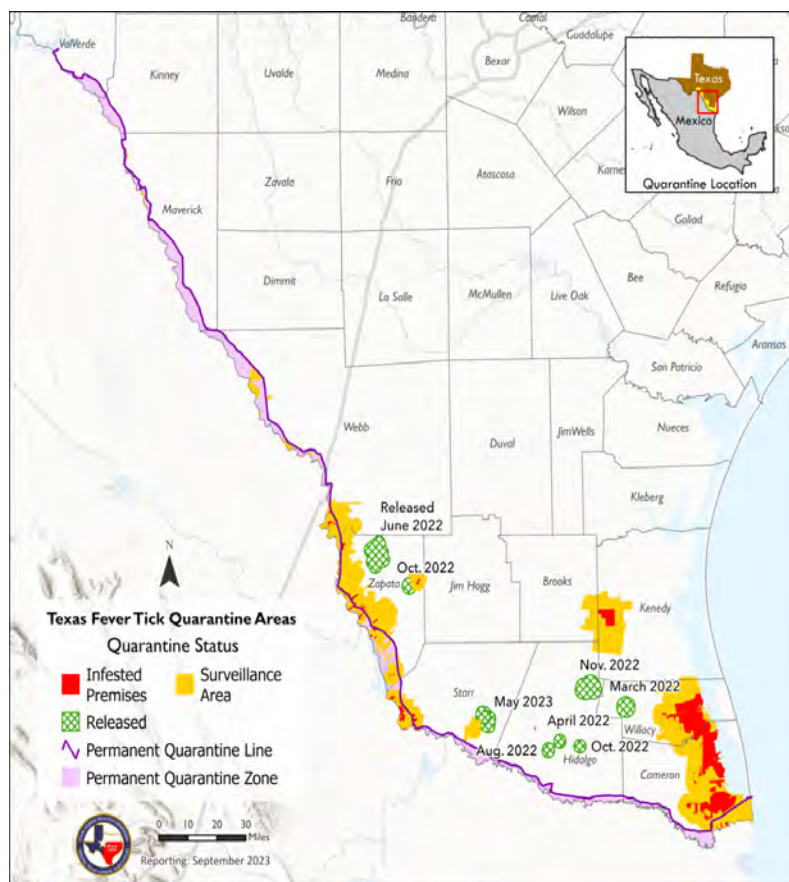 Bandera
Comal
Guadalupe
ValVerde
Kinney
Uvalde
Medina
Bexar
Texas
Mexico
Quarantine Location
Wilson
Karnes
Zavala
Frio
Atascosa
Maverick
Goliad
Dimmit
La Salle
McMullen
Live Oak
Bee
Refugio
Aransas
San Patricio
Webb
Duval
JimWells
Nueces
Kleberg
Released
June 2022
Oct. 2022
Zapata
Jim Hogg
Brooks
Kenedy
N
Texas Fever Tick Quarantine Areas
Quarantine Status
Infested
Premises
Surveillance
Area
Released
Permanent Quarantine Line
Permanent Quarantine Zone
Nov. 2022
March 2022
Starr
May 2023
April 2022
Willacy
Aug. 2022
Oct. 2022
Hidalgo
Cameron
0 10 20 30
Miles
Reporting: September 2023